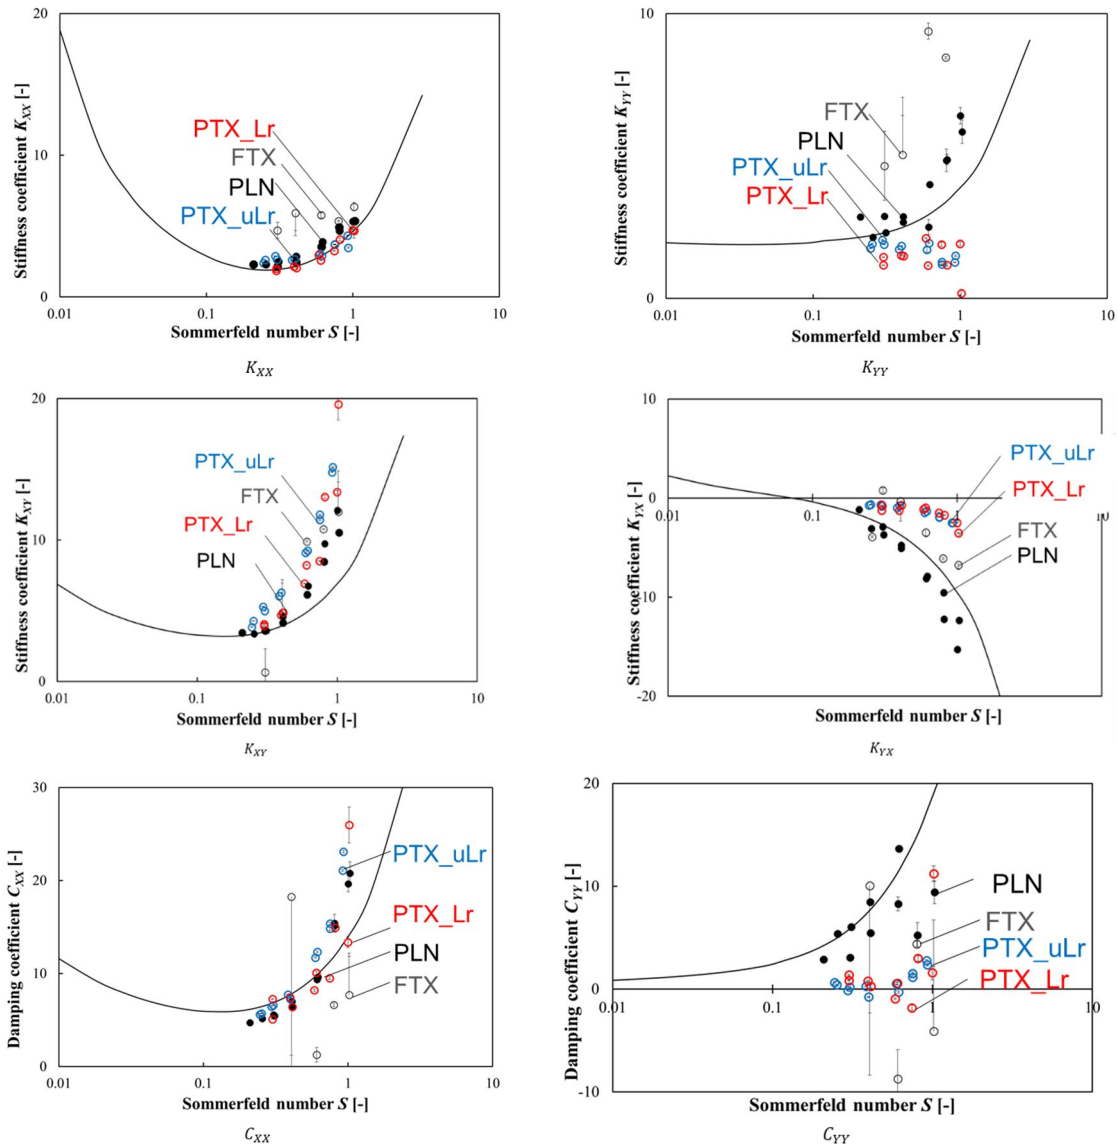 20
10
0
0.01
0.1
1
10
Stiffness coefficient K_XX [-]
PTX_Lr
FTX
PLN
PTX_uLr
Sommerfeld number S [-]
K_XX
10
5
0
0.01
0.1
1
10
Stiffness coefficient K_YY [-]
FTX
PLN
PTX_uLr
PTX_Lr
Sommerfeld number S [-]
K_YY
20
10
0
0.01
0.1
1
10
Stiffness coefficient K_XY [-]
PTX_uLr
FTX
PTX_Lr
PLN
Sommerfeld number S [-]
K_XY
10
0
-10
-20
0.01
0.1
10
Stiffness coefficient K_YX [-]
PTX_uLr
PTX_Lr
FTX
PLN
Sommerfeld number S [-]
K_YX
30
20
10
0
0.01
0.1
1
10
Damping coefficient C_XX [-]
PTX_uLr
PTX_Lr
PLN
FTX
Sommerfeld number S [-]
C_XX
20
10
0
-10
0.01
0.1
1
10
Damping coefficient C_YY [-]
PLN
FTX
PTX_uLr
PTX_Lr
Sommerfeld number S [-]
C_YY